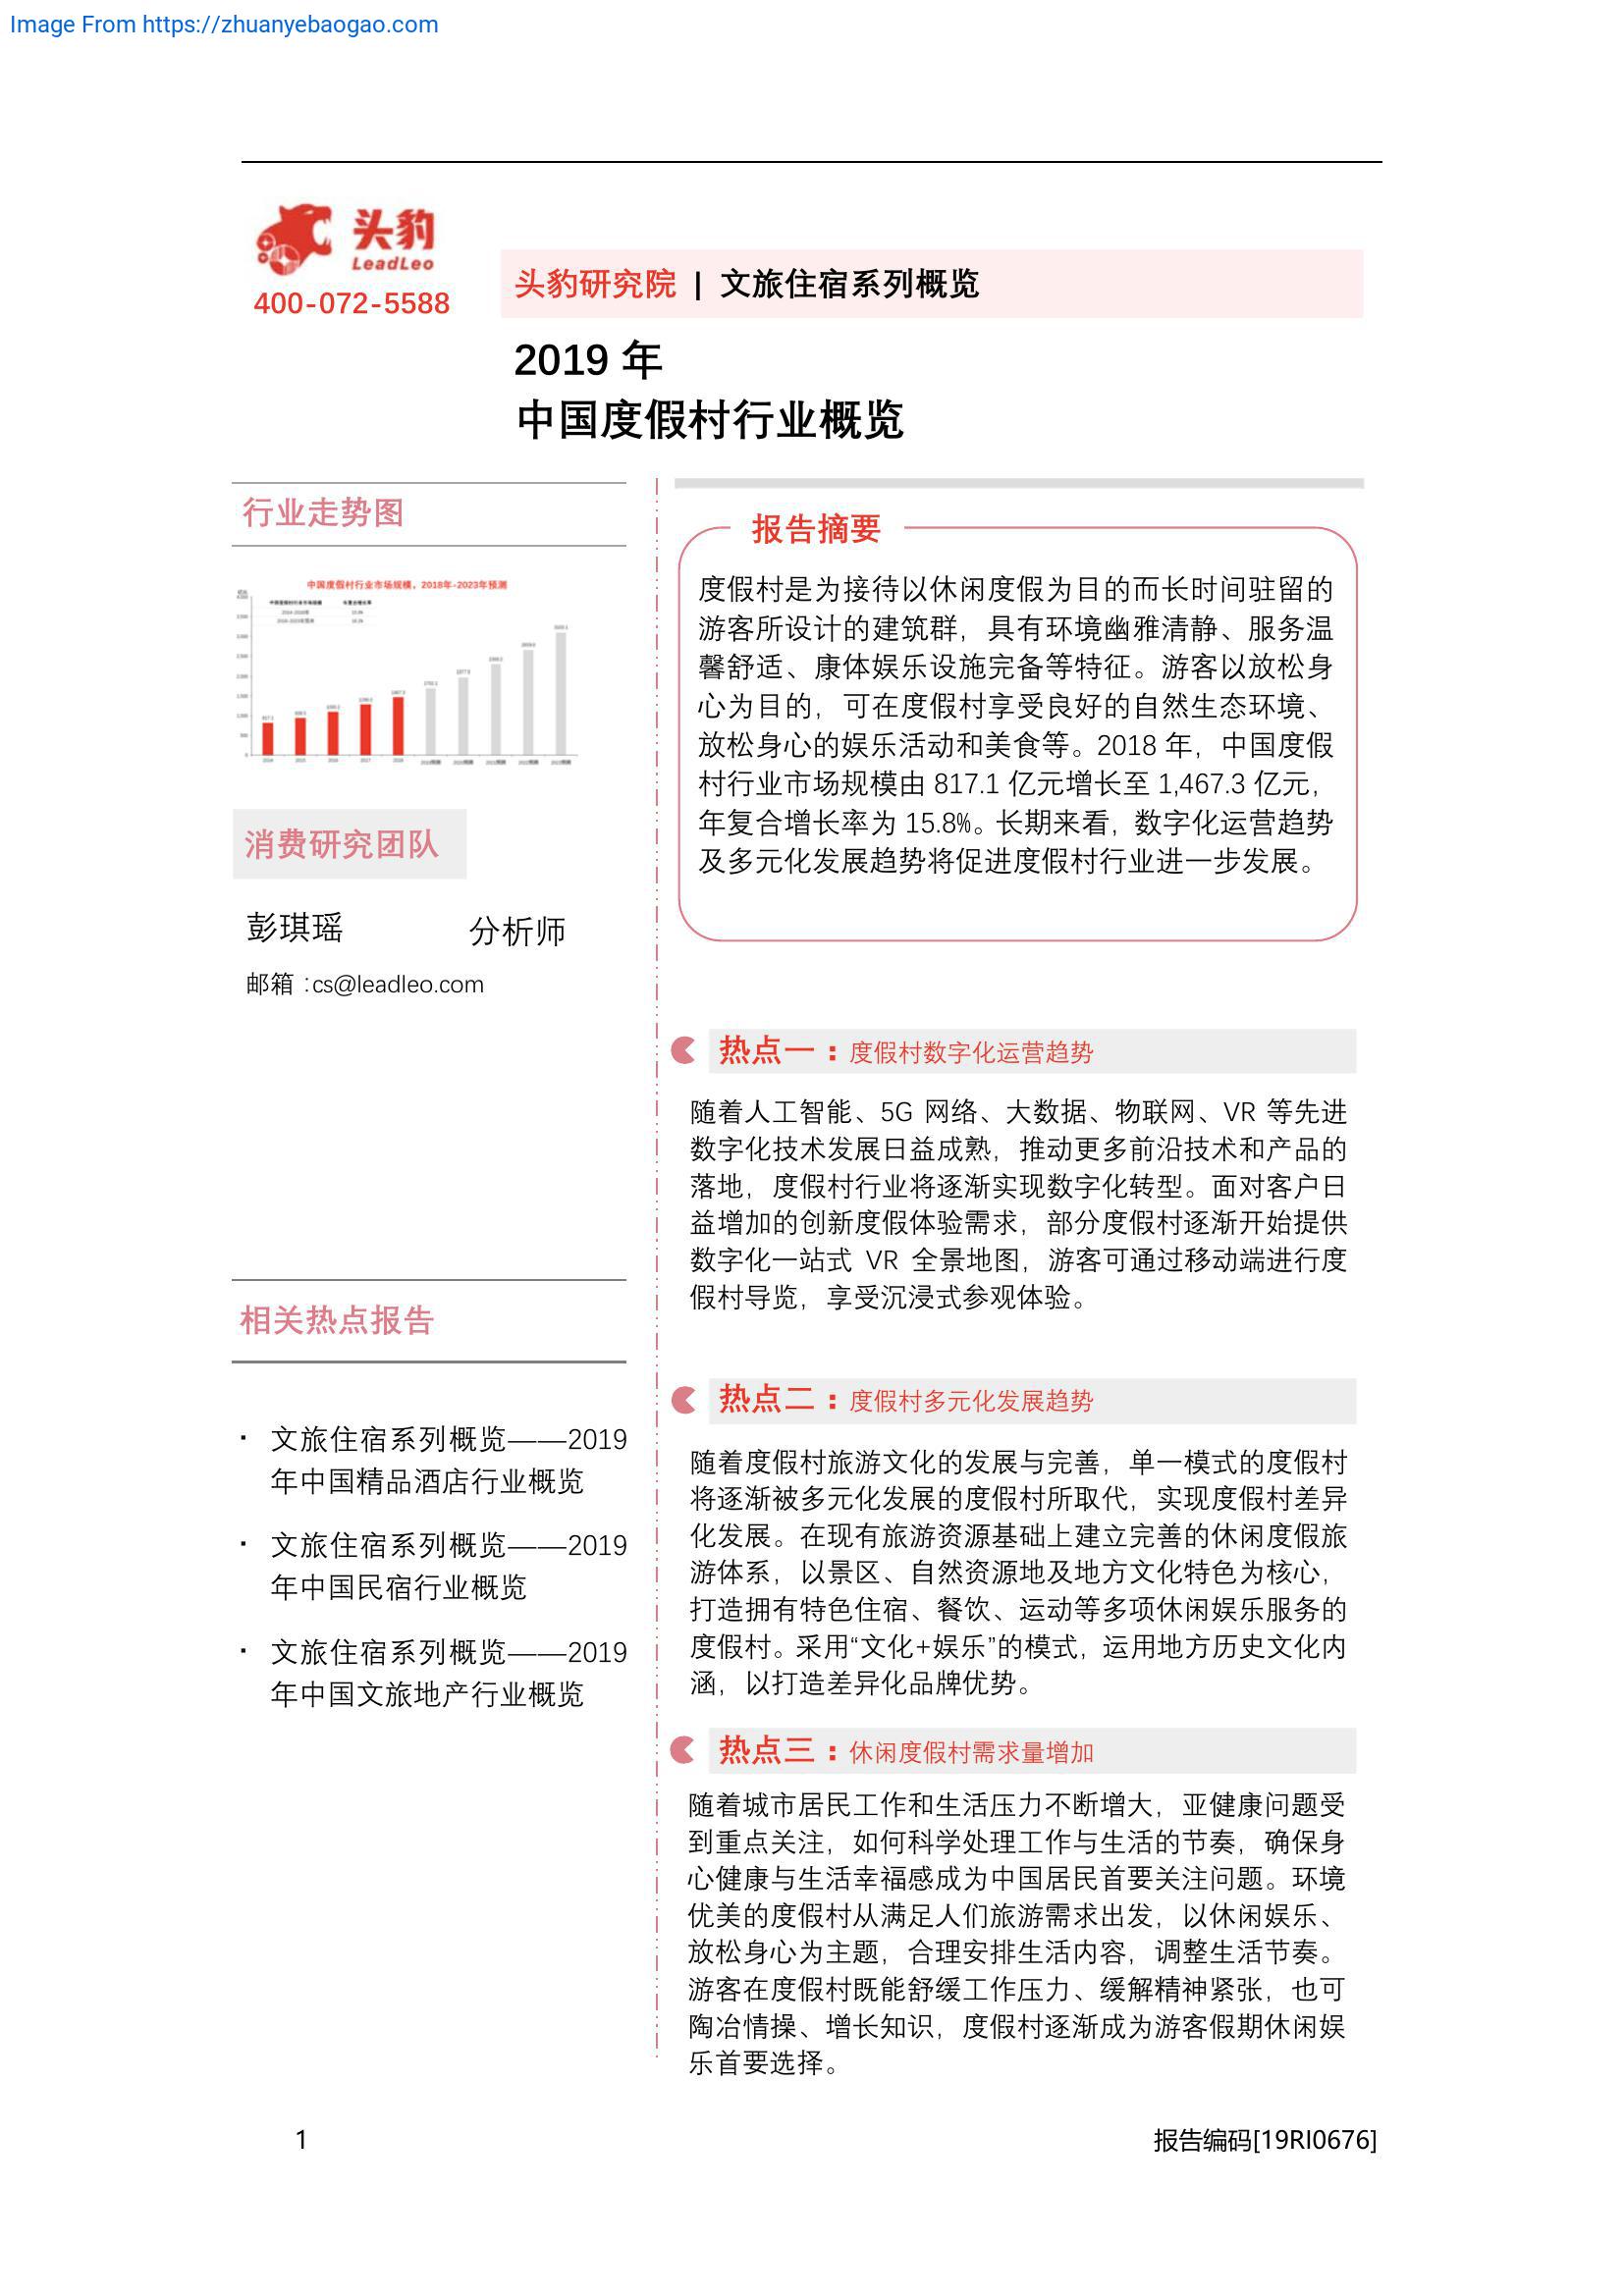 Image From https://zhuanyebaogao.com
头豹
LeadLeo
400-072-5588
头豹研究院 | 文旅住宿系列概览
2019 年
中国度假村行业概览
行业走势图
中国度假村行业市场规模，2018年-2023年预测
消费研究团队
彭琪瑶 分析师
邮箱：cs@leadleo.com
相关热点报告
· 文旅住宿系列概览——2019
年中国精品酒店行业概览
· 文旅住宿系列概览——2019
年中国民宿行业概览
· 文旅住宿系列概览——2019
年中国文旅地产行业概览
报告摘要
度假村是为接待以休闲度假为目的而长时间驻留的
游客所设计的建筑群，具有环境幽雅清静、服务温
馨舒适、康体娱乐设施完备等特征。游客以放松身
心为目的，可在度假村享受良好的自然生态环境、
放松身心的娱乐活动和美食等。2018 年，中国度假
村行业市场规模由 817.1 亿元增长至 1,467.3 亿元，
年复合增长率为 15.8%。长期来看，数字化运营趋势
及多元化发展趋势将促进度假村行业进一步发展。
热点一：度假村数字化运营趋势
随着人工智能、5G 网络、大数据、物联网、VR 等先进
数字化技术发展日益成熟，推动更多前沿技术和产品的
落地，度假村行业将逐渐实现数字化转型。面对客户日
益增加的创新度假体验需求，部分度假村逐渐开始提供
数字化一站式 VR 全景地图，游客可通过移动端进行度
假村导览，享受沉浸式参观体验。
热点二：度假村多元化发展趋势
随着度假村旅游文化的发展与完善，单一模式的度假村
将逐渐被多元化发展的度假村所取代，实现度假村差异
化发展。在现有旅游资源基础上建立完善的休闲度假旅
游体系，以景区、自然资源地及地方文化特色为核心，
打造拥有特色住宿、餐饮、运动等多项休闲娱乐服务的
度假村。采用“文化+娱乐”的模式，运用地方历史文化内
涵，以打造差异化品牌优势。
热点三：休闲度假村需求量增加
随着城市居民工作和生活压力不断增大，亚健康问题受
到重点关注，如何科学处理工作与生活的节奏，确保身
心健康与生活幸福感成为中国居民首要关注问题。环境
优美的度假村从满足人们旅游需求出发，以休闲娱乐、
放松身心为主题，合理安排生活内容，调整生活节奏。
游客在度假村既能舒缓工作压力、缓解精神紧张，也可
陶冶情操、增长知识，度假村逐渐成为游客假期休闲娱
乐首要选择。
1 报告编码[19RI0676]